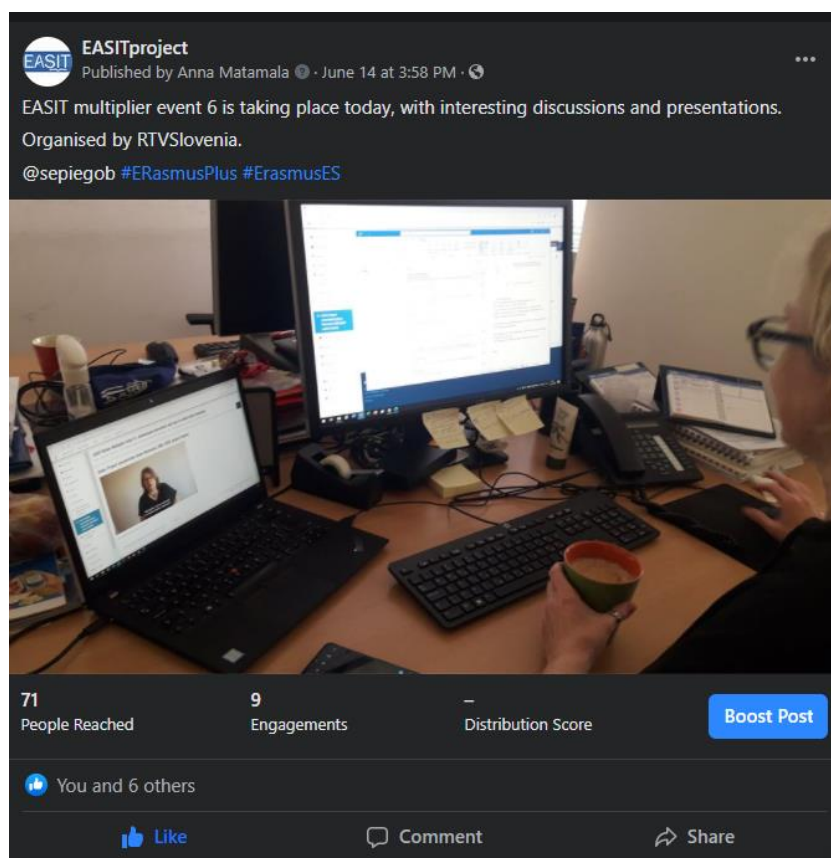 EASIT
EASITproject
Published by Anna Matamala · June 14 at 3:58 PM ·
EASIT multiplier event 6 is taking place today, with interesting discussions and presentations.
Organised by RTVSlovenia.
@sepiegob #ERasmusPlus #ErasmusES
71
People Reached
9
Engagements
–
Distribution Score
Boost Post
You and 6 others
Like
Comment
Share